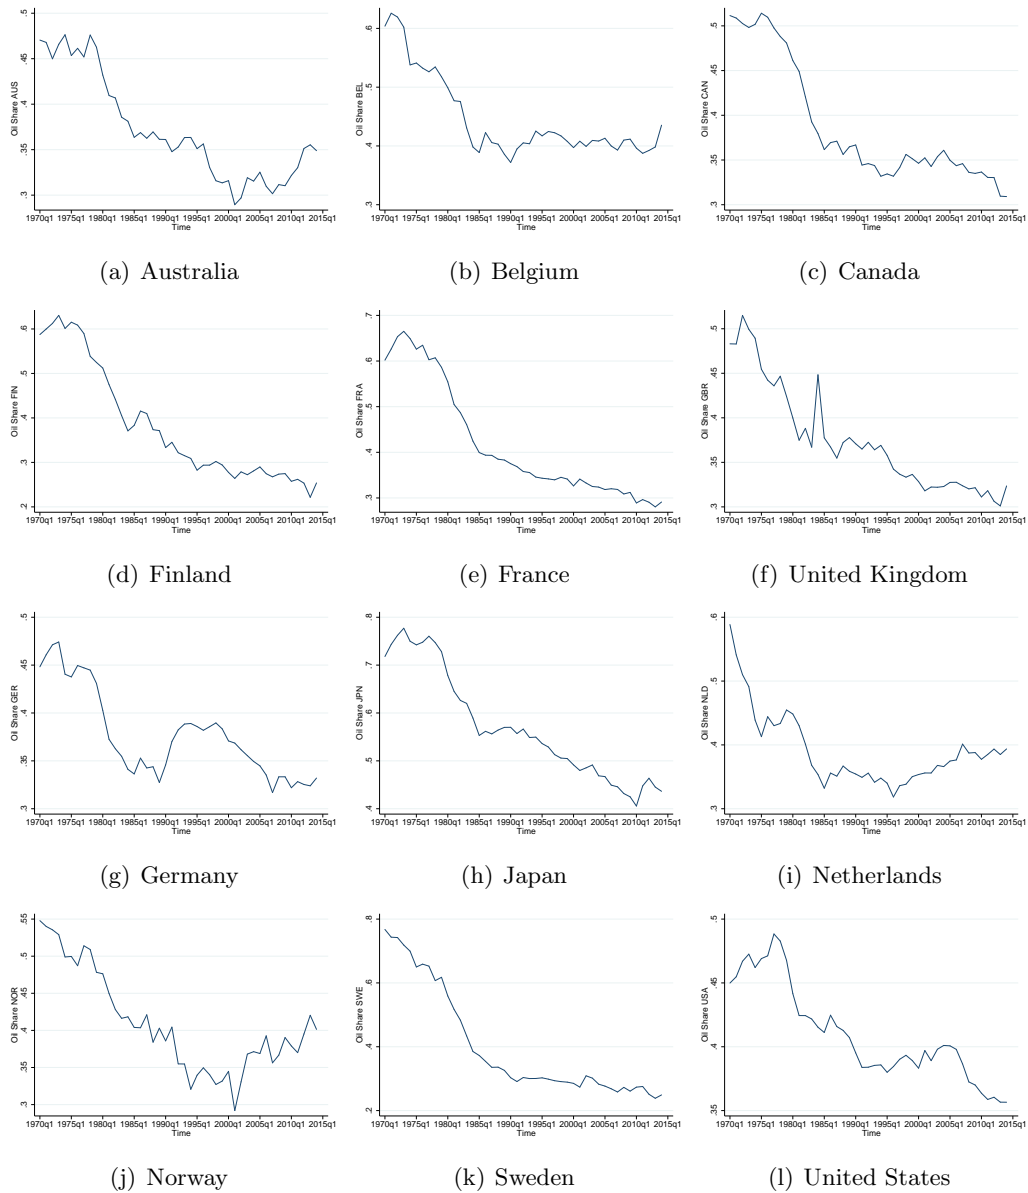 .5
.45
.4
.35
.3
Oil Share AUS
1970q1 1975q1 1980q1 1985q1 1990q1 1995q1 2000q1 2005q1 2010q1 2015q1
Time
(a) Australia
.6
.5
.4
.3
Oil Share BEL
1970q1 1975q1 1980q1 1985q1 1990q1 1995q1 2000q1 2005q1 2010q1 2015q1
Time
(b) Belgium
.5
.45
.4
.35
.3
Oil Share CAN
1970q1 1975q1 1980q1 1985q1 1990q1 1995q1 2000q1 2005q1 2010q1 2015q1
Time
(c) Canada
.6
.5
.4
.3
.2
Oil Share FIN
1970q1 1975q1 1980q1 1985q1 1990q1 1995q1 2000q1 2005q1 2010q1 2015q1
Time
(d) Finland
.7
.6
.5
.4
.3
Oil Share FRA
1970q1 1975q1 1980q1 1985q1 1990q1 1995q1 2000q1 2005q1 2010q1 2015q1
Time
(e) France
.5
.45
.4
.35
.3
Oil Share GBR
1970q1 1975q1 1980q1 1985q1 1990q1 1995q1 2000q1 2005q1 2010q1 2015q1
Time
(f) United Kingdom
.5
.45
.4
.35
.3
Oil Share GER
1970q1 1975q1 1980q1 1985q1 1990q1 1995q1 2000q1 2005q1 2010q1 2015q1
Time
(g) Germany
.8
.7
.6
.5
.4
Oil Share JPN
1970q1 1975q1 1980q1 1985q1 1990q1 1995q1 2000q1 2005q1 2010q1 2015q1
Time
(h) Japan
.6
.5
.4
.3
Oil Share NLD
1970q1 1975q1 1980q1 1985q1 1990q1 1995q1 2000q1 2005q1 2010q1 2015q1
Time
(i) Netherlands
.55
.5
.45
.4
.35
.3
Oil Share NOR
1970q1 1975q1 1980q1 1985q1 1990q1 1995q1 2000q1 2005q1 2010q1 2015q1
Time
(j) Norway
.8
.6
.4
.2
Oil Share SWE
1970q1 1975q1 1980q1 1985q1 1990q1 1995q1 2000q1 2005q1 2010q1 2015q1
Time
(k) Sweden
.5
.45
.4
.35
Oil Share USA
1970q1 1975q1 1980q1 1985q1 1990q1 1995q1 2000q1 2005q1 2010q1 2015q1
Time
(l) United States